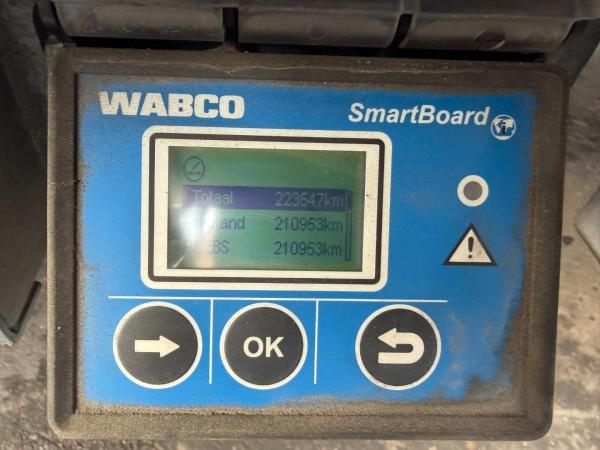 WABCO
SmartBoard
Totaal 223547km
and 210953km
EBS 210953km
OK